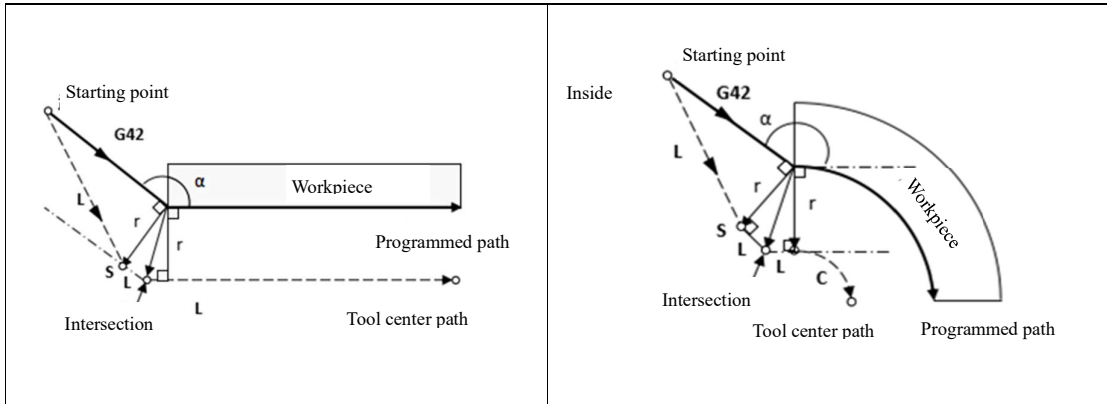 Starting point
G42
α
Workpiece
L
r
r
Programmed path
S
L
L
Intersection
Tool center path
Starting point
Inside
G42
α
L
r
Workpiece
r
S
L
L
C
Intersection
Tool center path
Programmed path